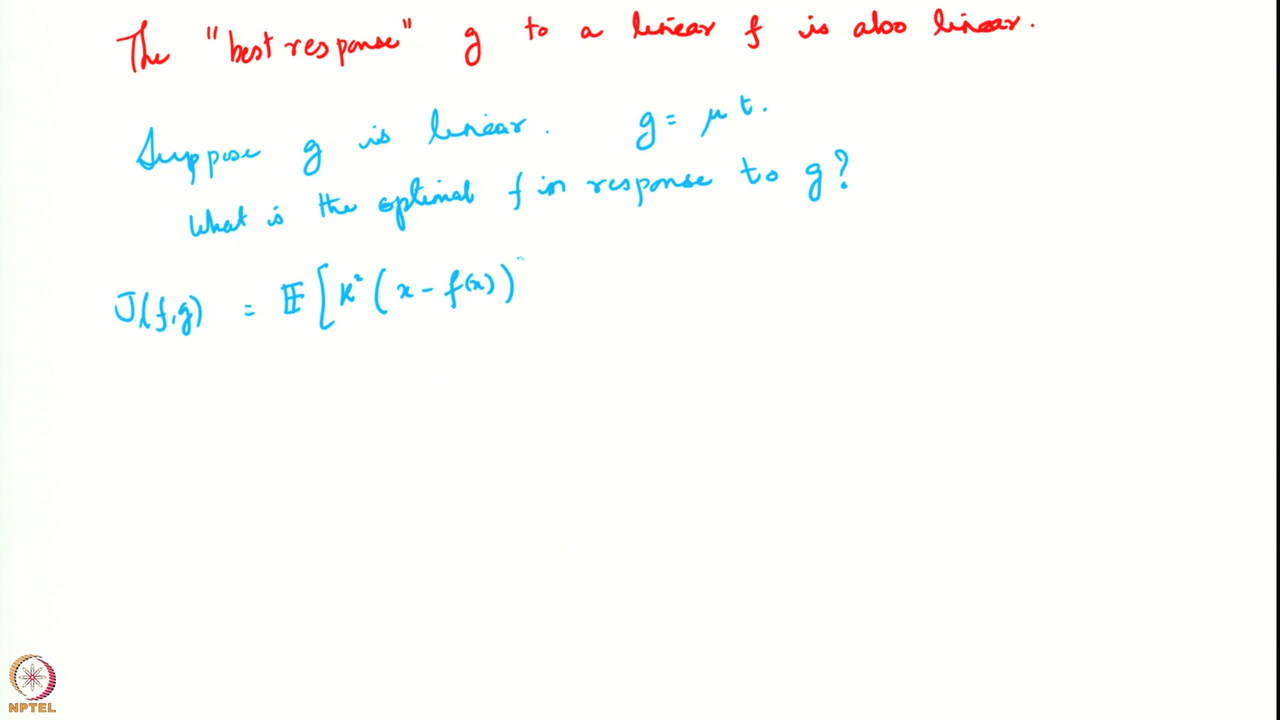 The "best response" g to a linear f is also linear.
Suppose g is linear. g = μ t.
What is the optimal f in response to g?
J(f,g) = 𝔼 [ k² ( x - f(x) )
NPTEL